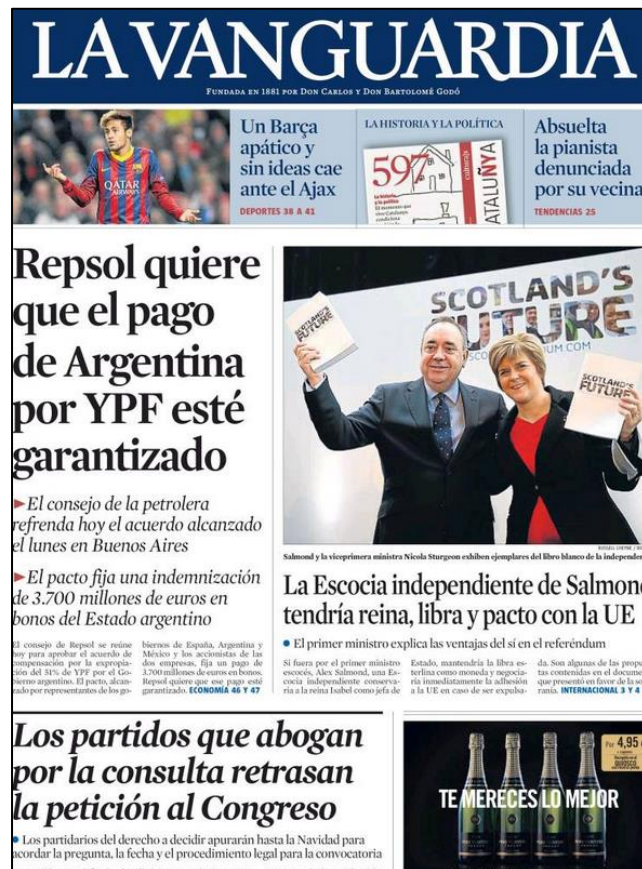 LA VANGUARDIA
FUNDADA EN 1881 POR DON CARLOS Y DON BARTOLOMÉ GODÓ
QATAR
AIRWAYS
Un Barça
apático y
sin ideas cae
ante el Ajax
DEPORTES 38 A 41
LA HISTORIA Y LA POLÍTICA
597
La historia
y la política
cultura/s
CATALUÑYA
Absuelta
la pianista
denunciada
por su vecina
TENDENCIAS 25
Repsol quiere
que el pago
de Argentina
por YPF esté
garantizado
El consejo de la petrolera
refrenda hoy el acuerdo alcanzado
el lunes en Buenos Aires
El pacto fija una indemnización
de 3.700 millones de euros en
bonos del Estado argentino
El consejo de Repsol se reúne
hoy para aprobar el acuerdo de
compensación por la expropia-
ción del 51% de YPF por el Go-
bierno argentino. El pacto, alcan-
zado por representantes de los go-
biernos de España, Argentina y
México y los accionistas de las
dos empresas, fija un pago de
3.700 millones de euros en bonos.
Repsol quiere que ese pago esté
garantizado. ECONOMÍA 46 Y 47
SCOTLAND'S
FUTURE
SCOTLAND'S
FUTURE
SCOTLAND'S
FUTURE
Salmond y la viceprimera ministra Nicola Sturgeon exhiben ejemplares del libro blanco de la independen
La Escocia independiente de Salmond
tendría reina, libra y pacto con la UE
El primer ministro explica las ventajas del sí en el referéndum
Si fuera por el primer ministro
escocés, Alex Salmond, una Es-
cocia independiente conserva-
ría a la reina Isabel como jefa de
Estado, mantendría la libra es-
terlina como moneda y negocia-
ría inmediatamente la adhesión
a la UE en caso de ser expulsa-
da. Son algunas de las propu
tas contenidas en el docume
que presentó en favor de la so
ranía. INTERNACIONAL 3 Y 4
Los partidos que abogan
por la consulta retrasan
la petición al Congreso
Los partidarios del derecho a decidir apurarán hasta la Navidad para
acordar la pregunta, la fecha y el procedimiento legal para la convocatoria
Por 4,95
TE MERECES LO MEJOR